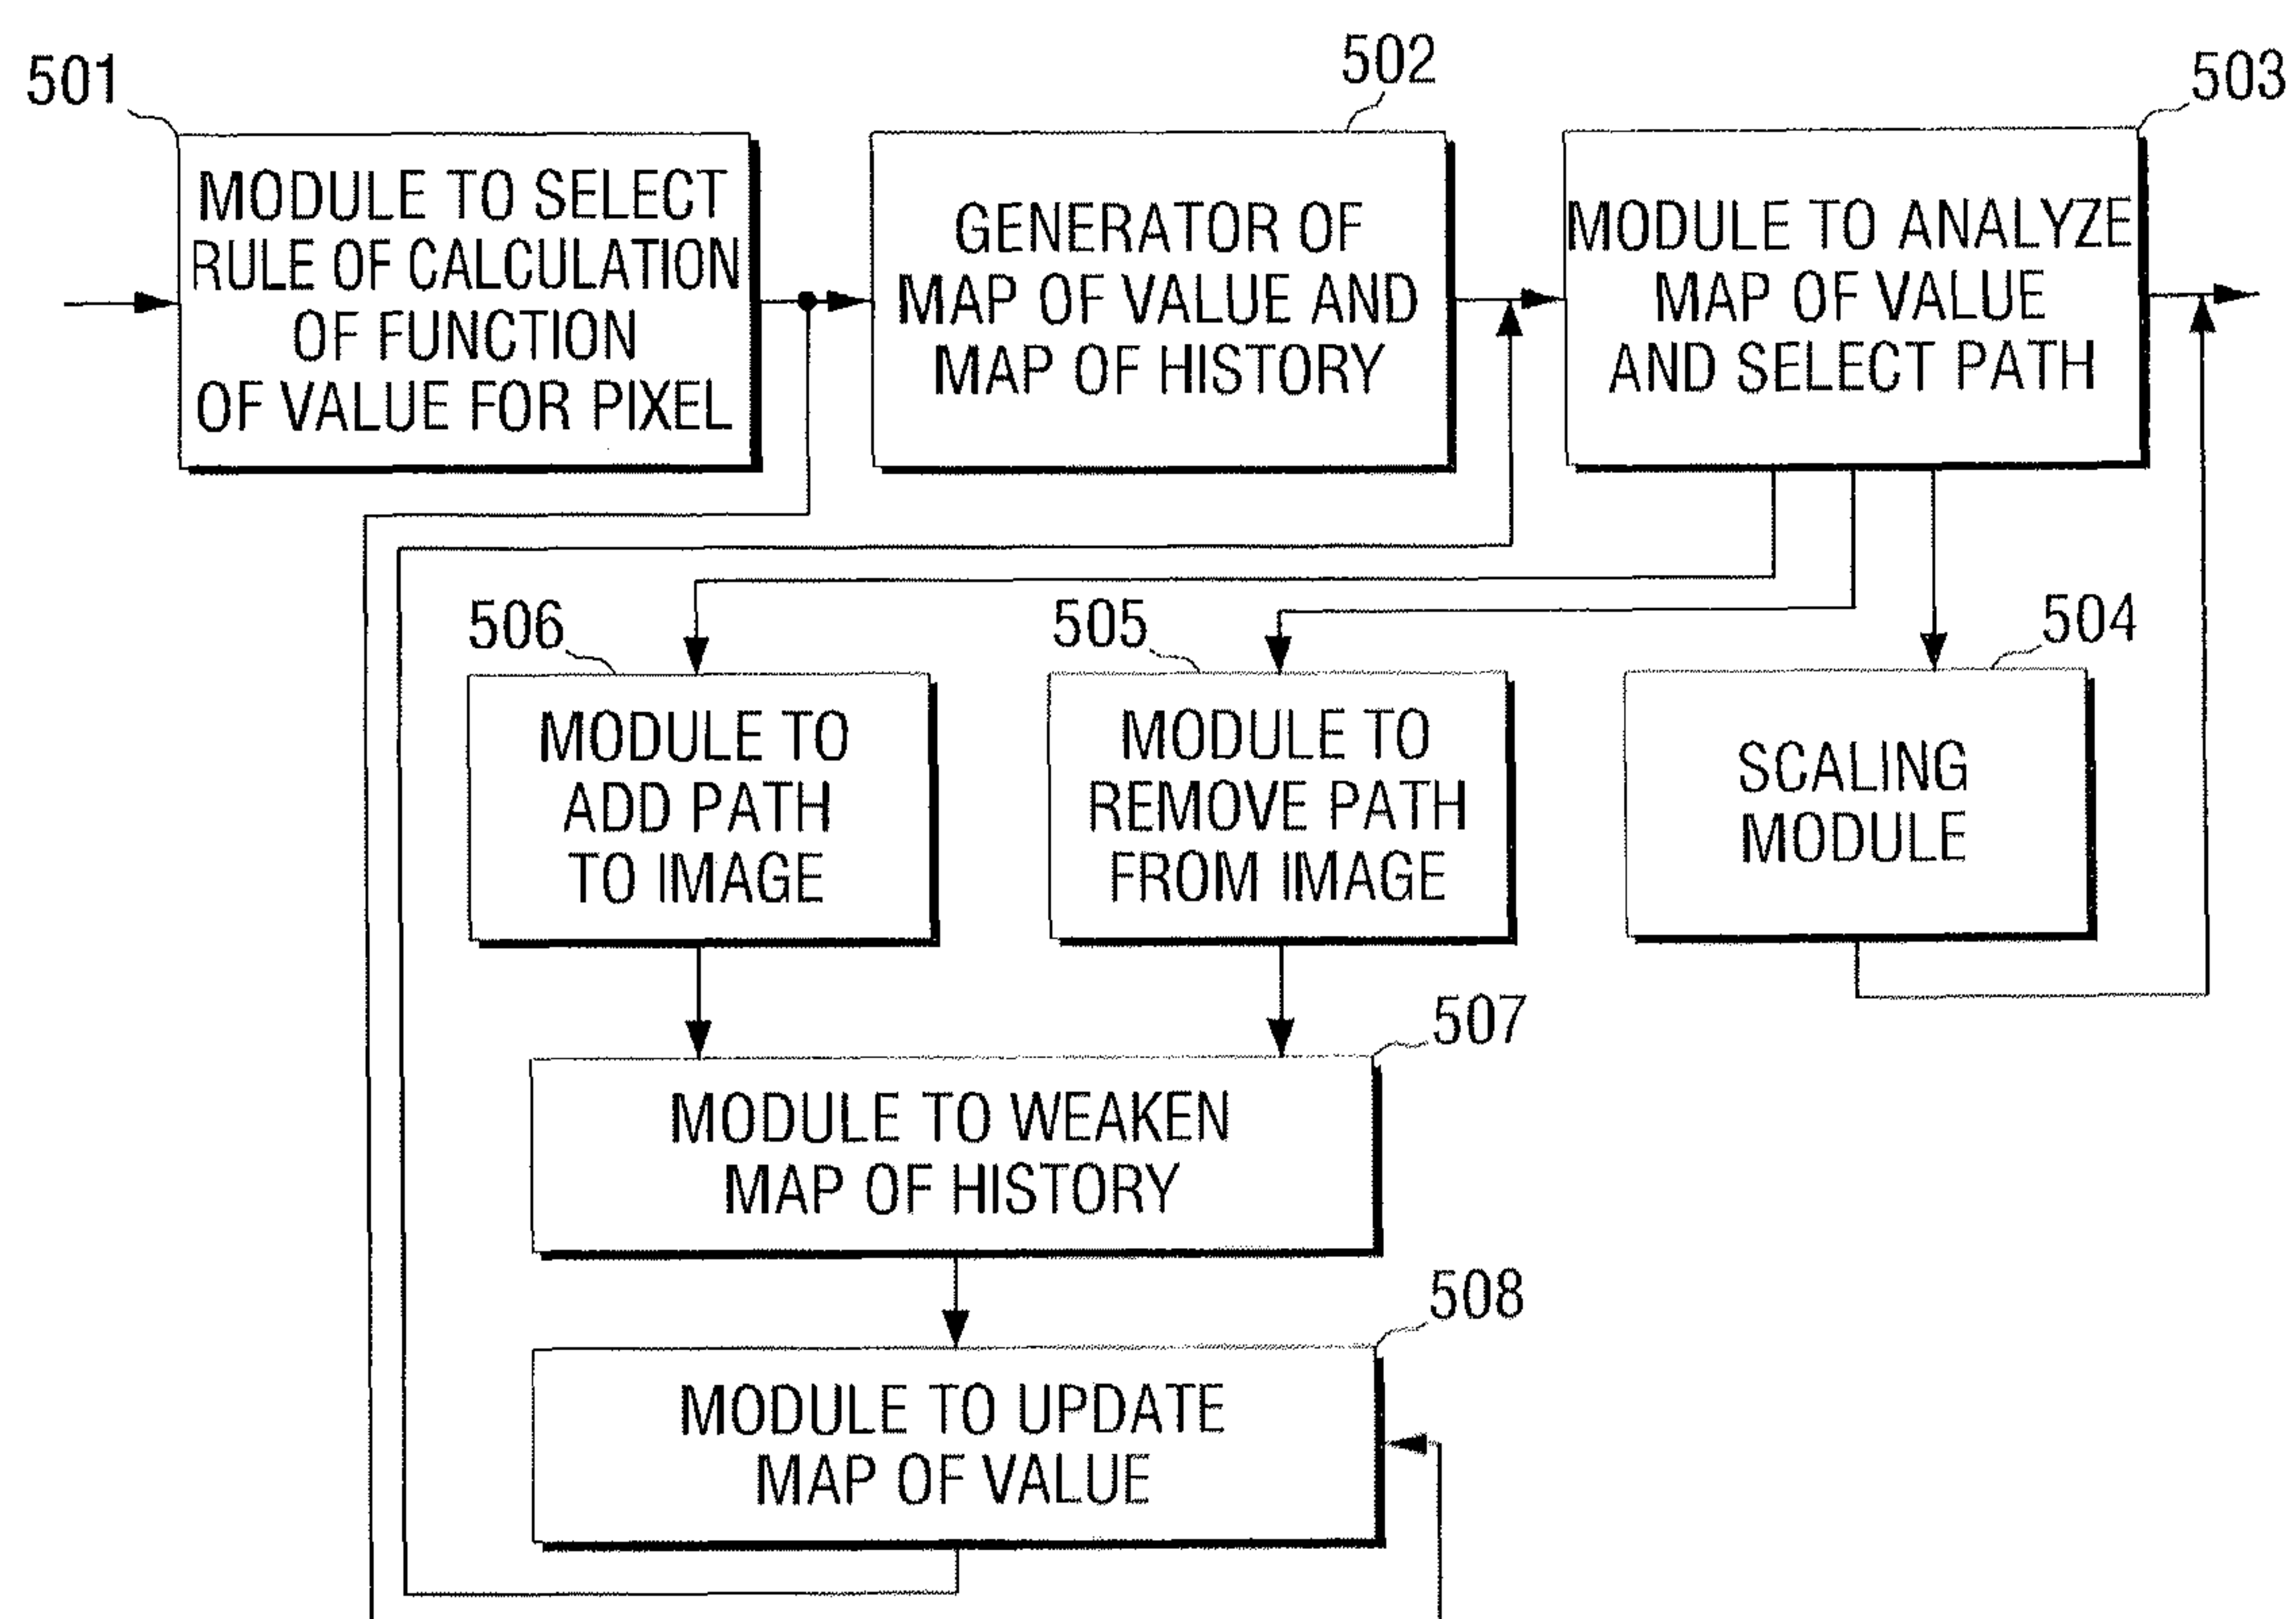 501
502
503
MODULE TO SELECT
RULE OF CALCULATION
OF FUNCTION
OF VALUE FOR PIXEL
GENERATOR OF
MAP OF VALUE AND
MAP OF HISTORY
MODULE TO ANALYZE
MAP OF VALUE
AND SELECT PATH
506
505
504
MODULE TO
ADD PATH
TO IMAGE
MODULE TO
REMOVE PATH
FROM IMAGE
SCALING
MODULE
507
MODULE TO WEAKEN
MAP OF HISTORY
508
MODULE TO UPDATE
MAP OF VALUE